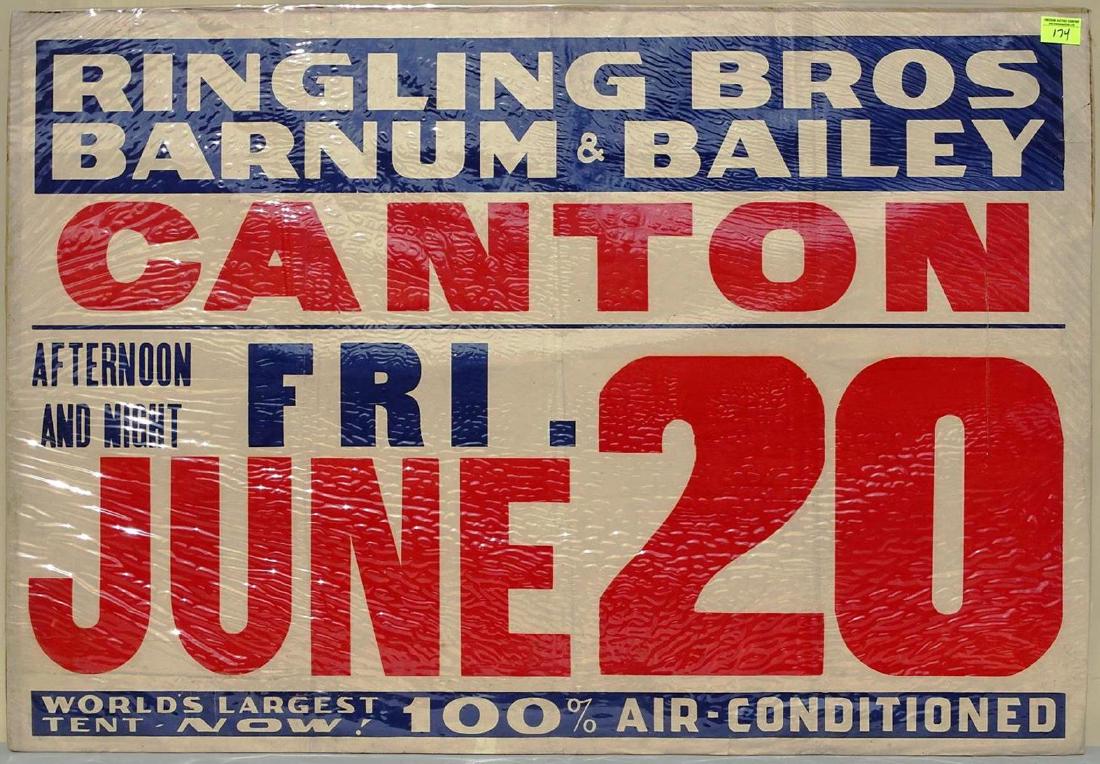 174
RINGLING BROS
BARNUM & BAILEY
CANTON
AFTERNOON
AND NIGHT
FRI.
JUNE 20
WORLD'S LARGEST
TENT - NOW!
100% AIR-CONDITIONED